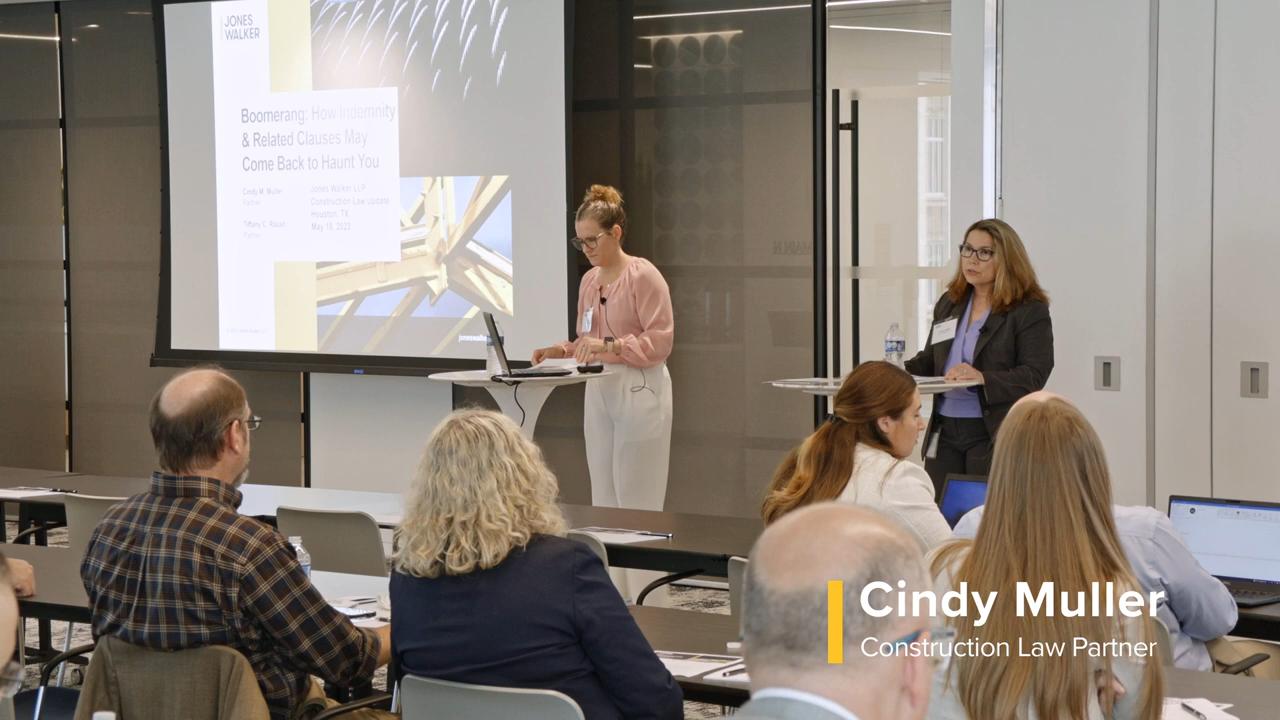 JONES
WALKER
Boomerang: How Indemnity
& Related Clauses May
Come Back to Haunt You
Cindy M. Muller
Partner
Jones Walker LLP
Construction Law Update
Houston, TX
May 18, 2023
Tiffany C.
Partner
Cindy Muller
Construction Law Partner